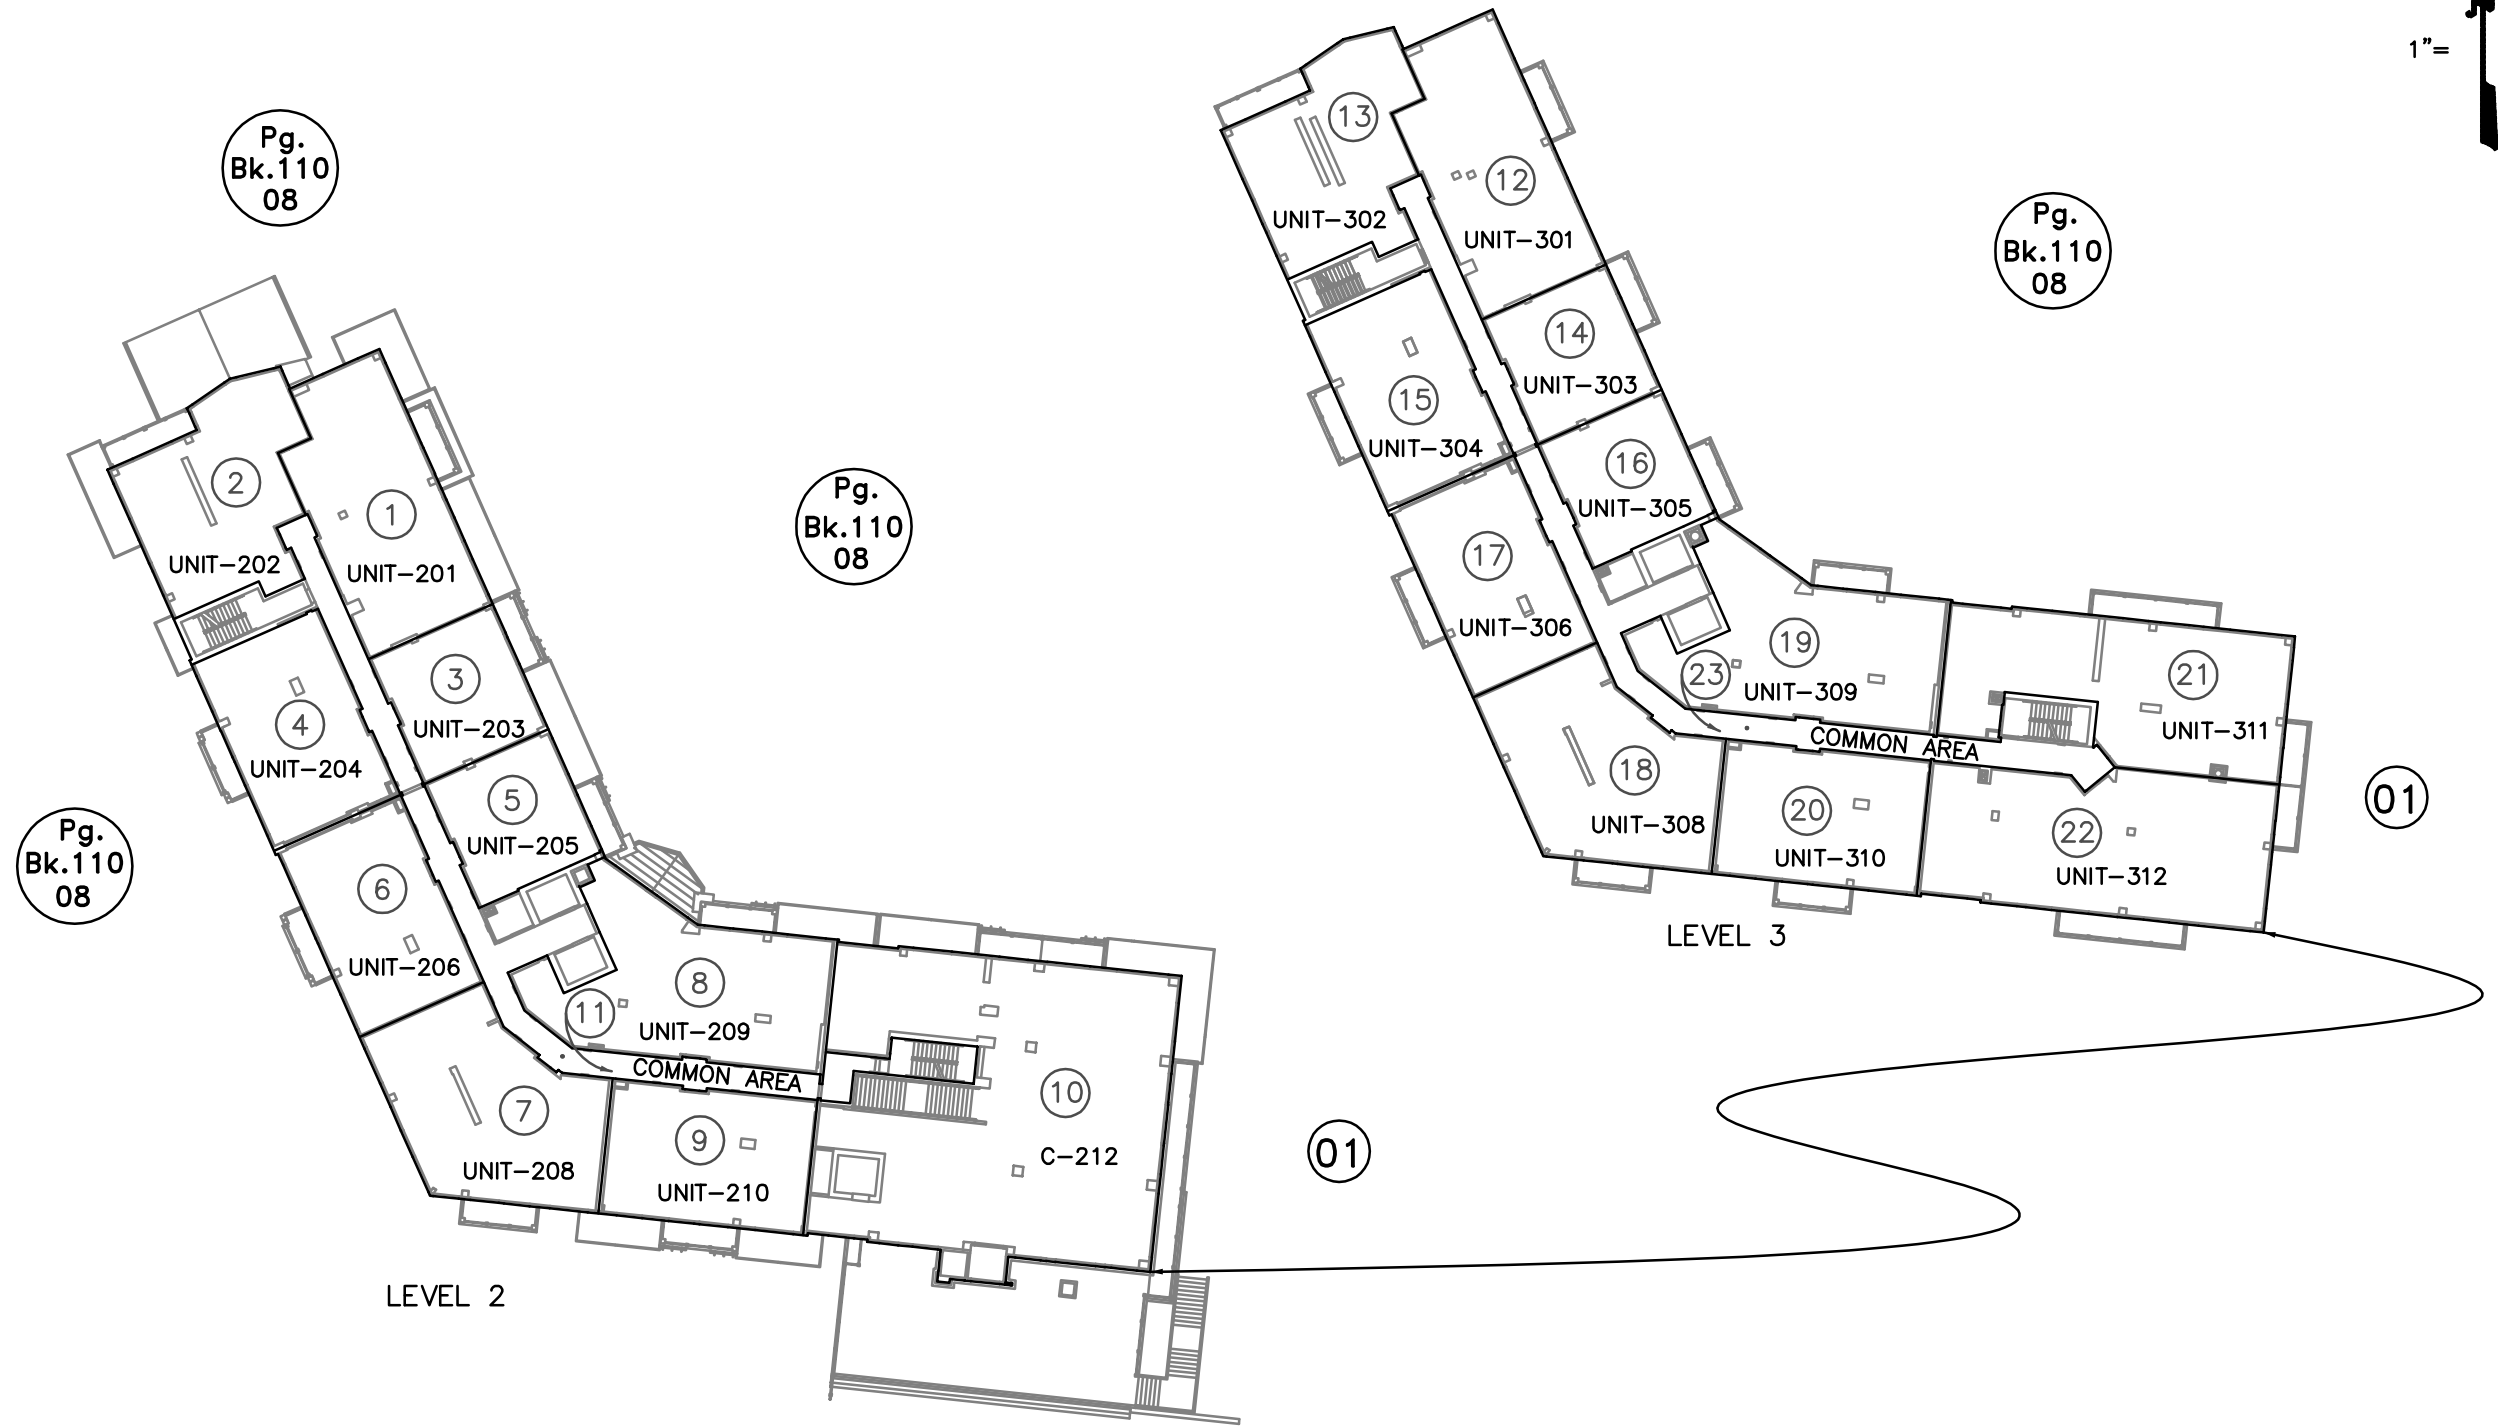 1"=
13
Pg.
Bk.110
08
12
UNIT-302
UNIT-301
Pg.
Bk.110
08
14
UNIT-303
15
UNIT-304
16
UNIT-305
17
UNIT-306
19
23
UNIT-309
21
UNIT-311
COMMON AREA
18
UNIT-308
20
UNIT-310
22
UNIT-312
01
LEVEL 3
Pg.
Bk.110
08
2
1
UNIT-202
UNIT-201
3
UNIT-203
4
UNIT-204
5
UNIT-205
Pg.
Bk.110
08
6
UNIT-206
8
11
UNIT-209
COMMON AREA
10
C-212
7
UNIT-208
9
UNIT-210
01
LEVEL 2